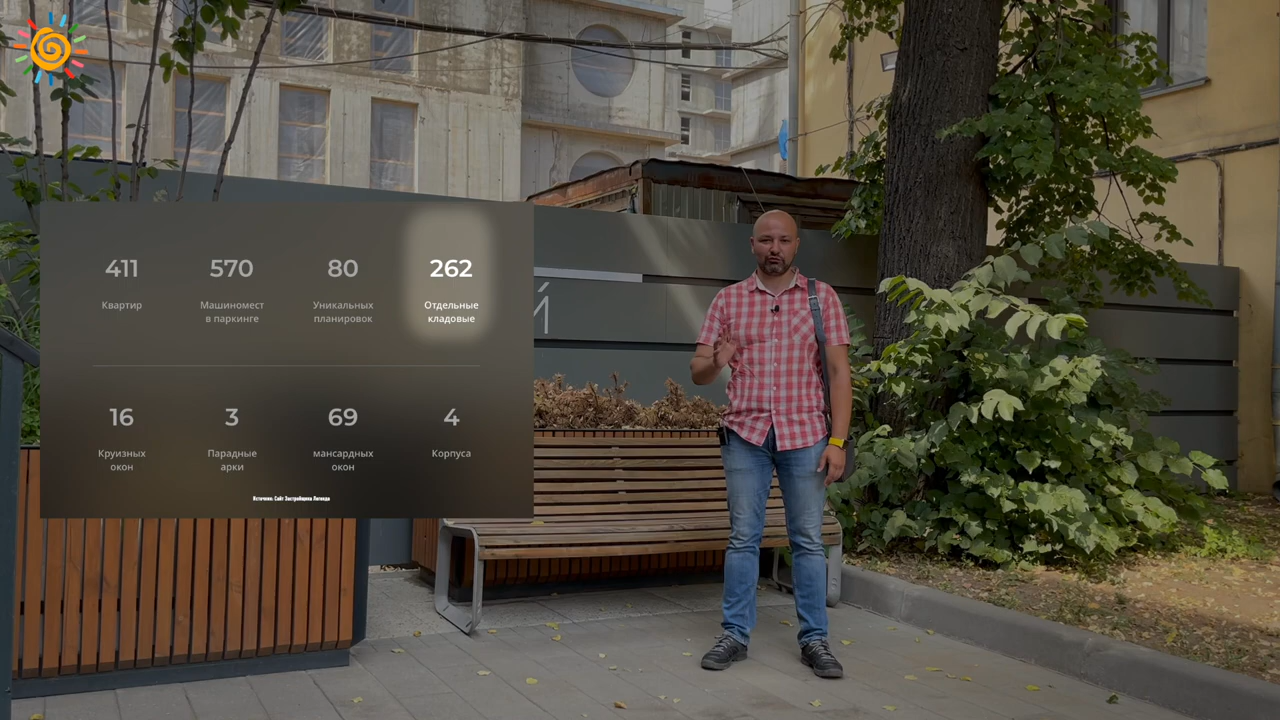 411
570
80
262
Квартир
Машиномест
в паркинге
Уникальных
планировок
Отдельные
кладовые
Й
16
3
69
4
Круизных
окон
Парадные
арки
мансардных
окон
Корпуса
Источник: Сайт Застройщика Легенда